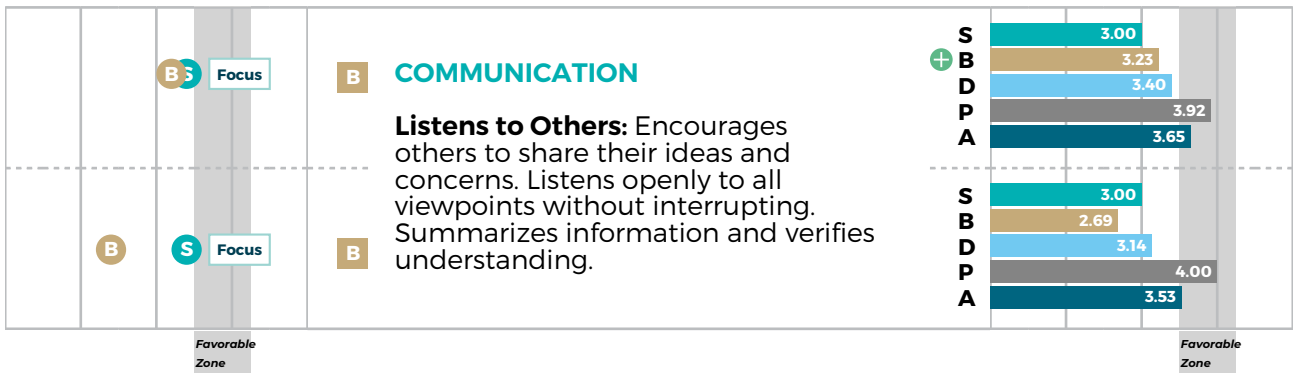 B
S
Focus
B
COMMUNICATION
Listens to Others: Encourages
others to share their ideas and
concerns. Listens openly to all
viewpoints without interrupting.
Summarizes information and verifies
understanding.
S 3.00
B 3.23
D 3.40
P 3.92
A 3.65
B
S
Focus
B
S 3.00
B 2.69
D 3.14
P 4.00
A 3.53
Favorable
Zone
Favorable
Zone